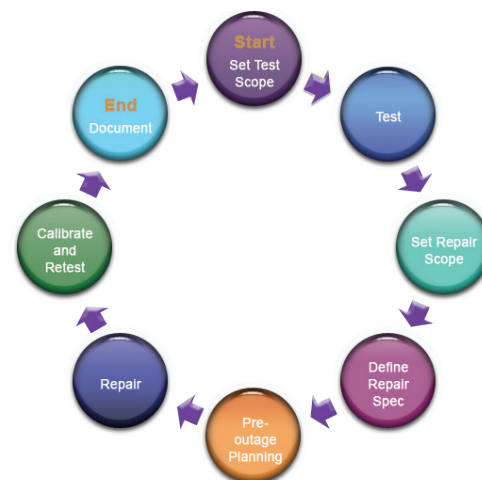 Start
Set Test
Scope
Test
Set Repair
Scope
Define
Repair
Spec
Pre-
outage
Planning
Repair
Calibrate
and
Retest
End
Document